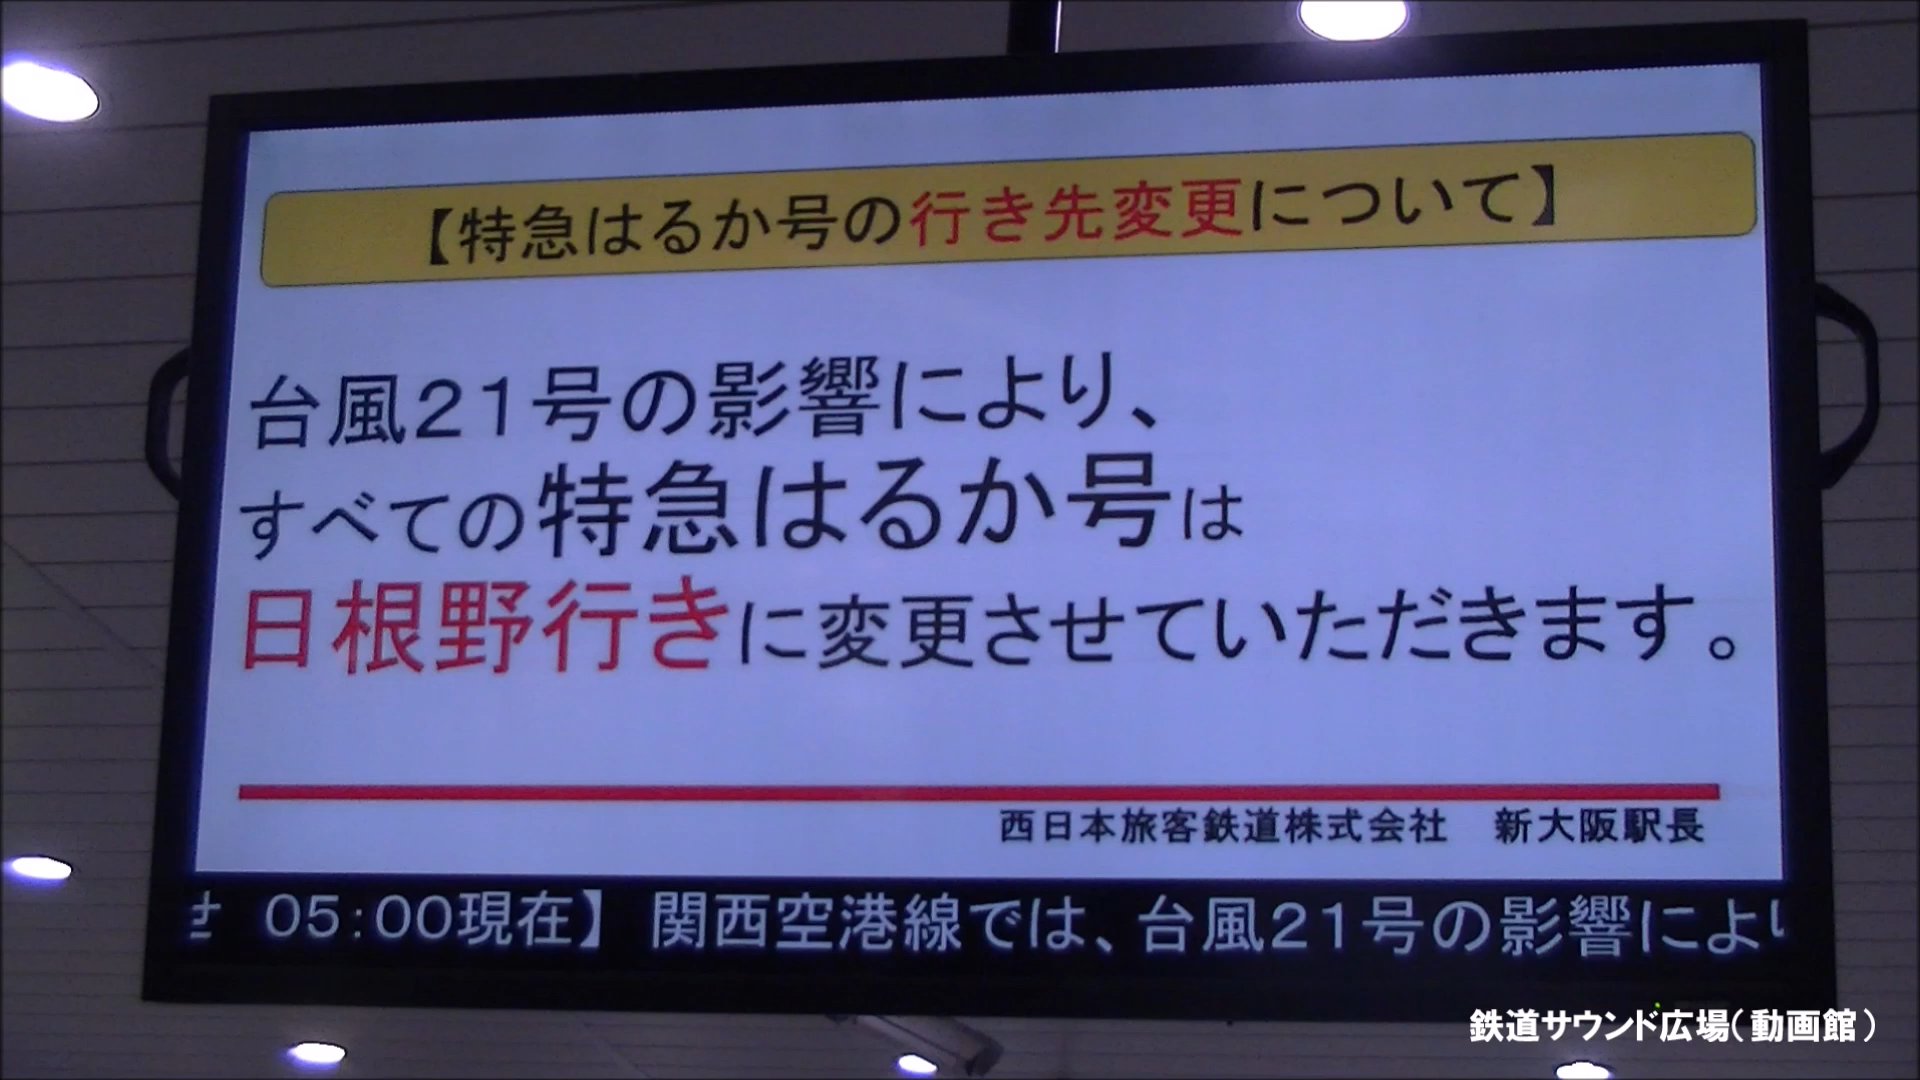 【特急はるか号の行き先変更について】
台風21号の影響により、
すべての特急はるか号は
日根野行きに変更させていただきます。
西日本旅客鉄道株式会社　新大阪駅長
せ 05:00現在】 関西空港線では、台風21号の影響により
鉄道サウンド広場(動画館)